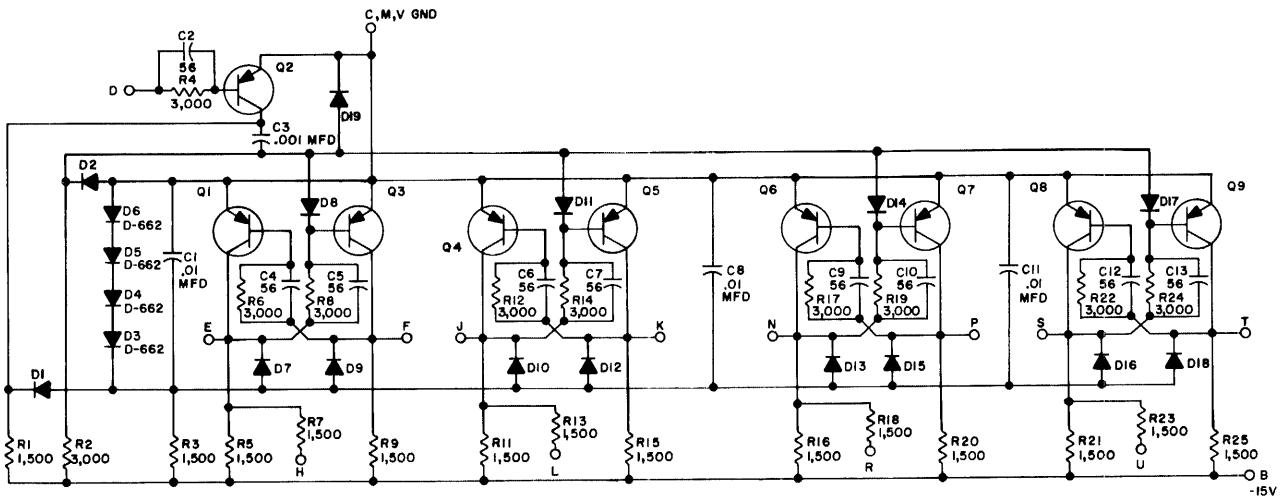 C, M, V GND
C2
56
R4
3,000
D
Q2
C3
.001 MFD
D19
D2
Q1
Q3
D6
D-662
D5
D-662
D4
D-662
D3
D-662
C1
.01
MFD
D8
R6
3,000
C4
56
R8
3,000
C5
56
E
F
D7
D9
D1
R1
1,500
R2
3,000
R3
1,500
R5
1,500
R7
1,500
H
R9
1,500
Q4
D11
Q5
R12
3,000
C6
56
R14
3,000
C7
56
J
K
D10
D12
R11
1,500
R13
1,500
L
R15
1,500
C8
.01
MFD
Q6
D14
Q7
R17
3,000
C9
56
R19
3,000
C10
56
N
P
D13
D15
R16
1,500
R18
1,500
R
R20
1,500
C11
.01
MFD
Q8
D17
Q9
R22
3,000
C12
56
R24
3,000
C13
56
S
T
D16
D18
R21
1,500
R23
1,500
U
R25
1,500
B
-15V